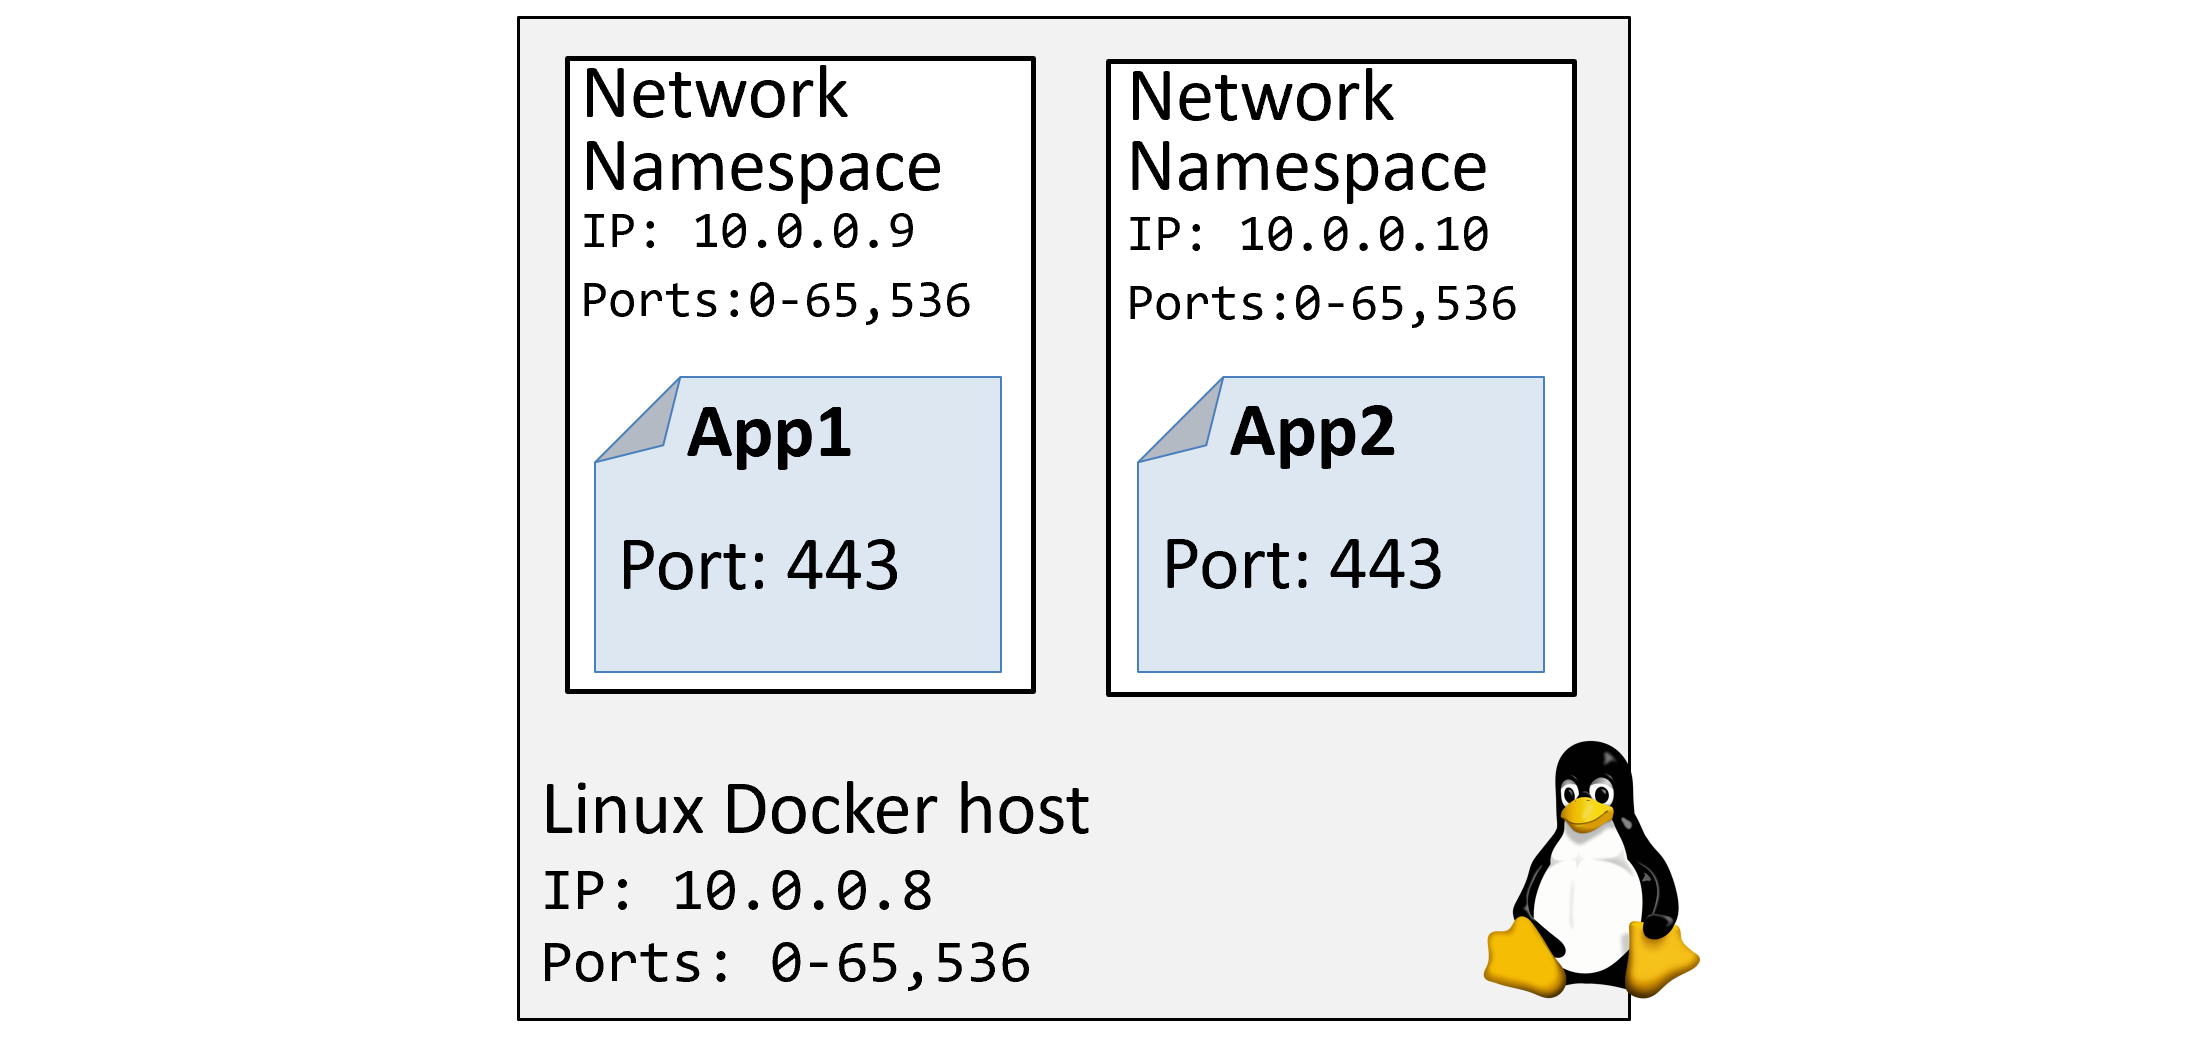 Network
Namespace
IP: 10.0.0.9
Ports:0-65,536
App1
Port: 443
Network
Namespace
IP: 10.0.0.10
Ports:0-65,536
App2
Port: 443
Linux Docker host
IP: 10.0.0.8
Ports: 0-65,536